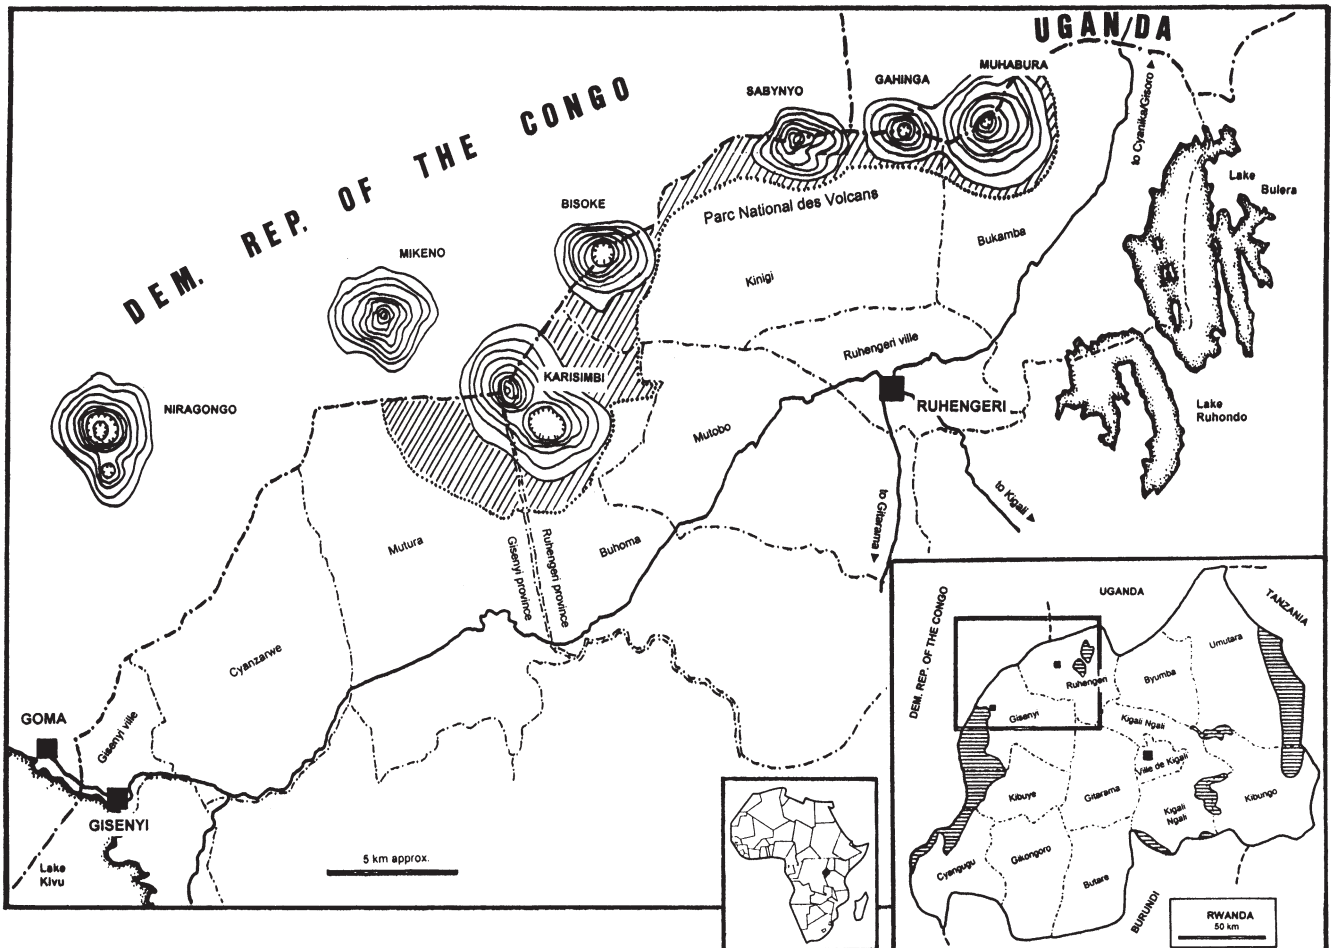 UGANDA
DEM. REP. OF THE CONGO
MUHABURA
GAHINGA
SABYNYO
to Cyanika/Gisoro
Lake
Bulera
BISOKE
Parc National des Volcans
Bukamba
MIKENO
Kinigi
Ruhengeri ville
KARISIMBI
NIRAGONGO
RUHENGERI
Lake
Ruhondo
Mutobo
to Kigali
to Gitarama
Mutura
Gisenyi province
Ruhengeri province
Buhoma
Cyanzarwe
GOMA
Gisenyi ville
GISENYI
Lake
Kivu
5 km approx.
UGANDA
TANZANIA
DEM. REP. OF THE CONGO
Umutara
Ruhengeri
Byumba
Gisenyi
Kigali Ngali
Ville de Kigali
Kibuye
Gitarama
Kigali
Ngali
Kibungo
Cyangugu
Gikongoro
Butare
BURUNDI
RWANDA
50 km